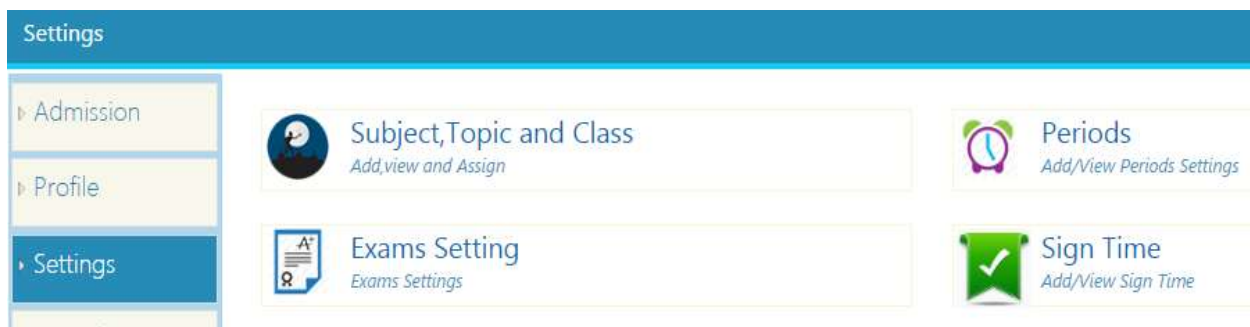 Settings
Admission
Profile
Settings
Subject,Topic and Class
Add,view and Assign
Periods
Add/View Periods Settings
A+
Exams Setting
Exams Settings
Sign Time
Add/View Sign Time